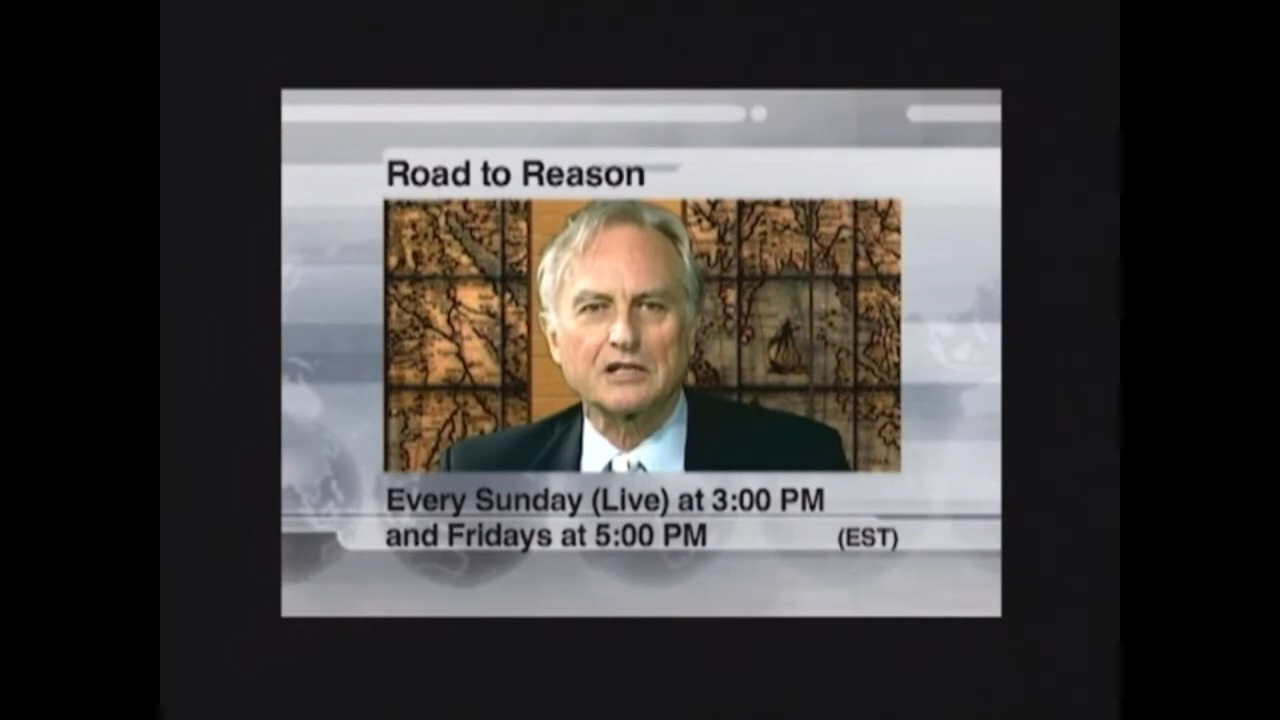 Road to Reason
Every Sunday (Live) at 3:00 PM
and Fridays at 5:00 PM
(EST)